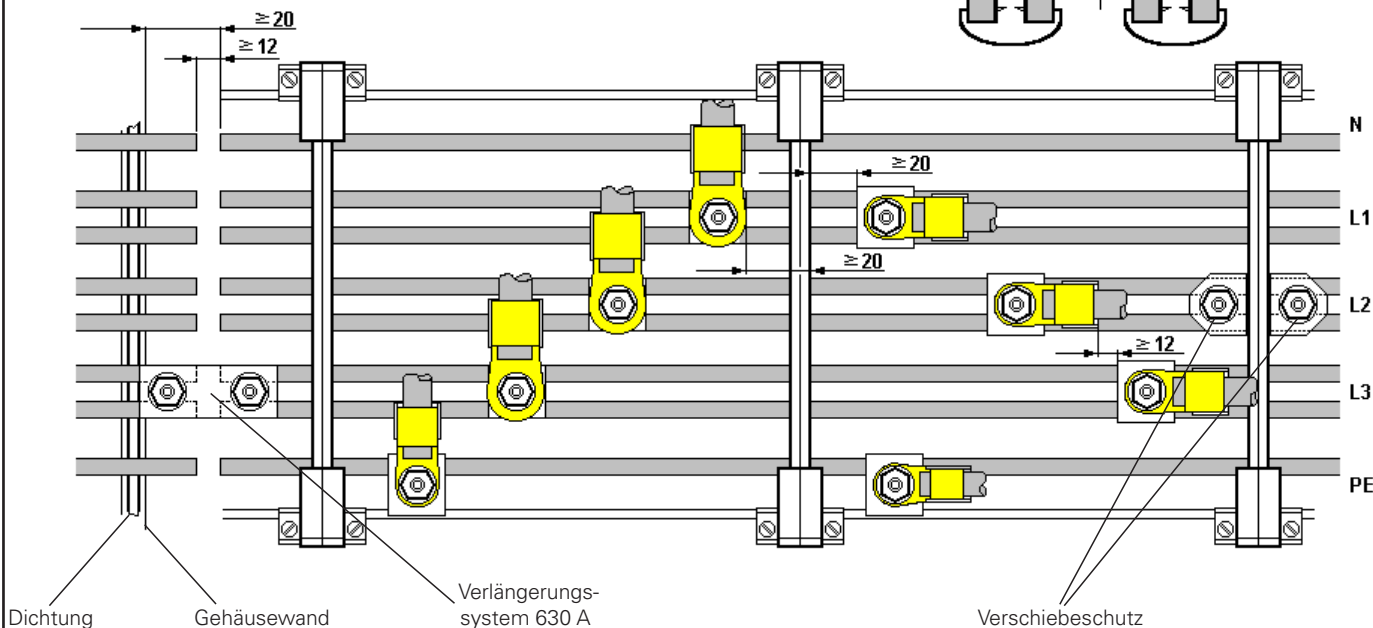 ≥ 20
≥ 12
N
≥ 20
L1
≥ 20
L2
≥ 12
L3
PE
Dichtung
Gehäusewand
Verlängerungs-
system 630 A
Verschiebeschutz